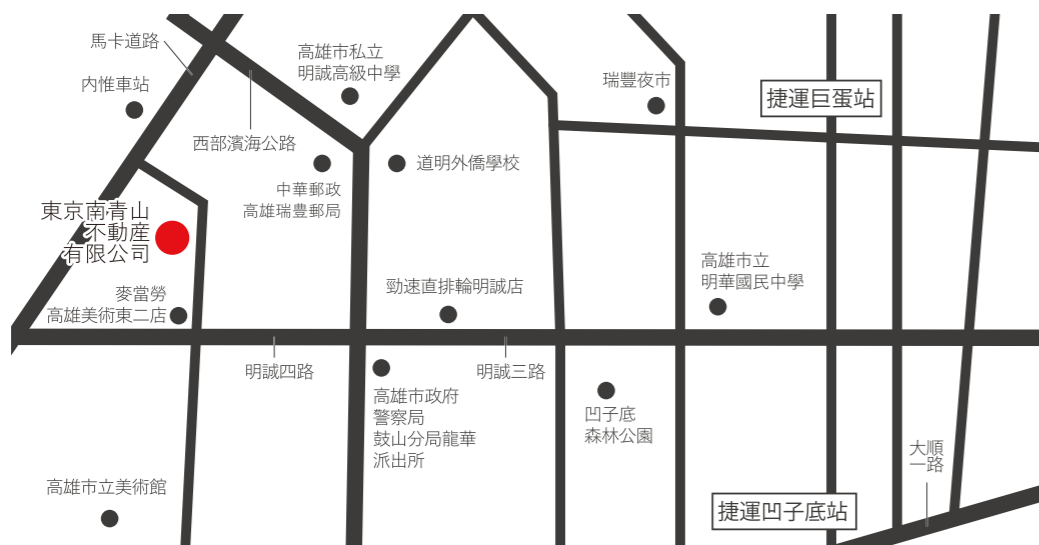 馬卡道路
内惟車站
高雄市私立
明誠高級中學
西部濱海公路
瑞豐夜市
捷運巨蛋站
中華郵政
高雄瑞豊郵局
道明外僑學校
東京南青山
不動産
有限公司
麥當勞
高雄美術東二店
勁速直排輪明誠店
高雄市立
明華國民中學
明誠四路
明誠三路
高雄市政府
警察局
鼓山分局龍華
派出所
凹子底
森林公園
高雄市立美術館
捷運凹子底站
大順
一路